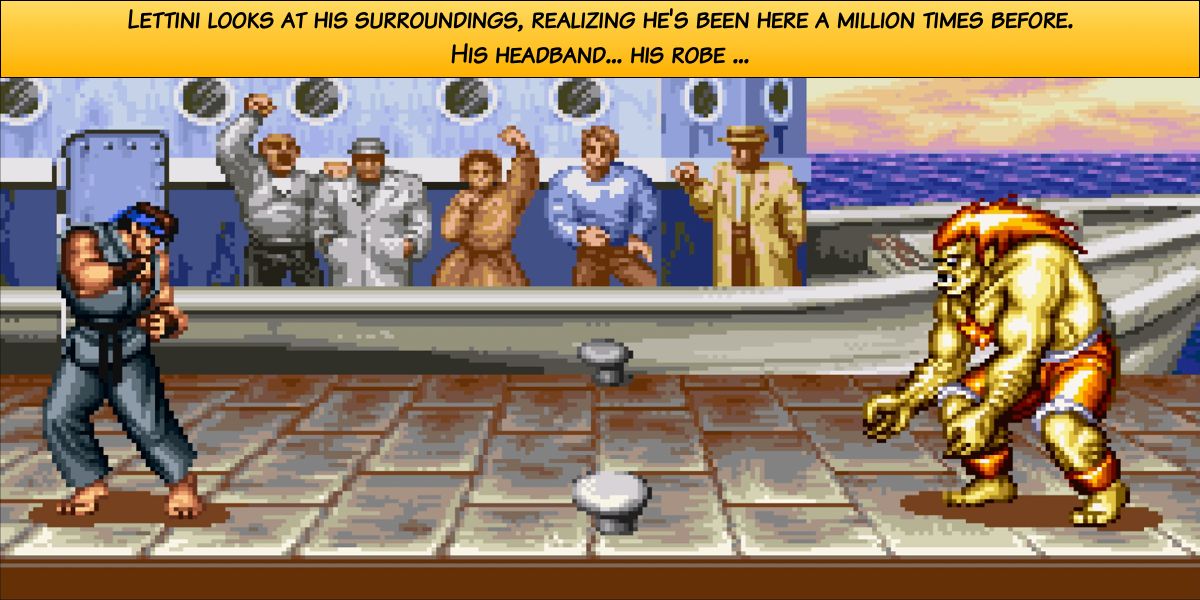 Lettini looks at his surroundings, realizing he's been here a million times before.
His headband... his robe ...